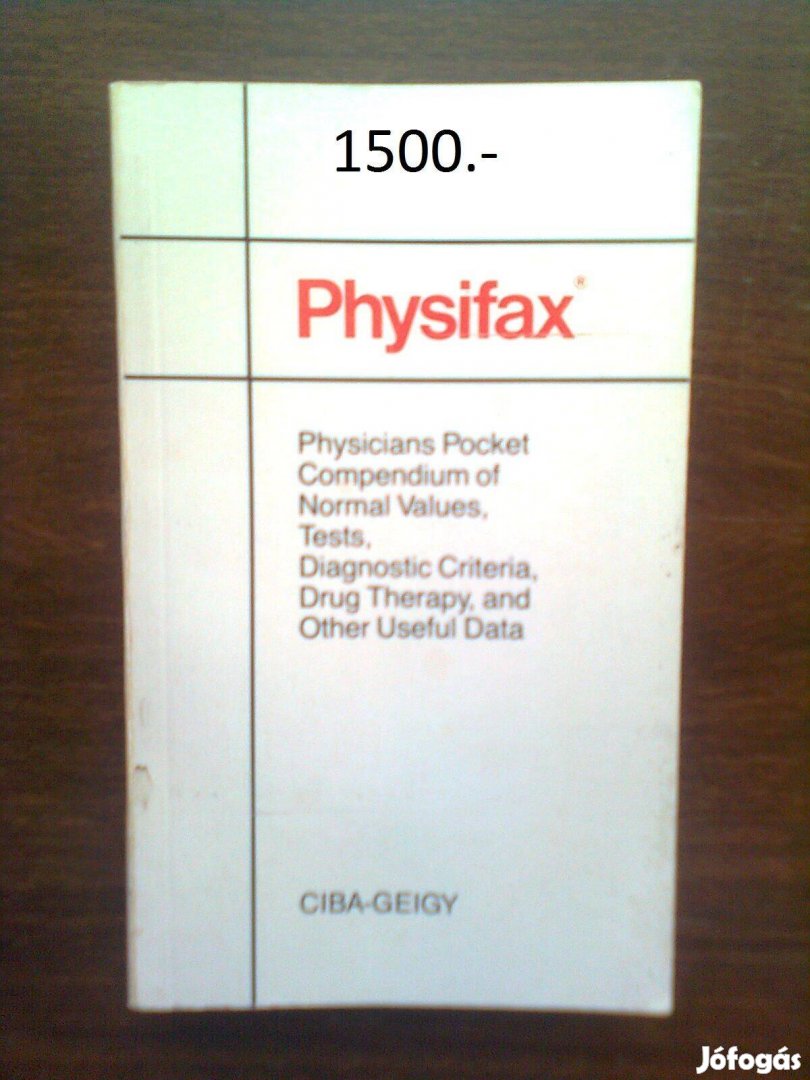 1500.-
Physifax®
Physicians Pocket
Compendium of
Normal Values,
Tests,
Diagnostic Criteria,
Drug Therapy, and
Other Useful Data
CIBA-GEIGY
Jófogás